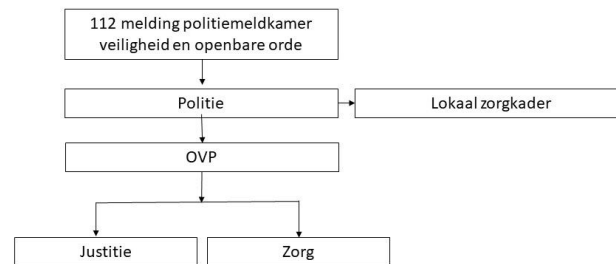 112 melding politiemeldkamer
veiligheid en openbare orde
Politie
Lokaal zorgkader
OVP
Justitie
Zorg